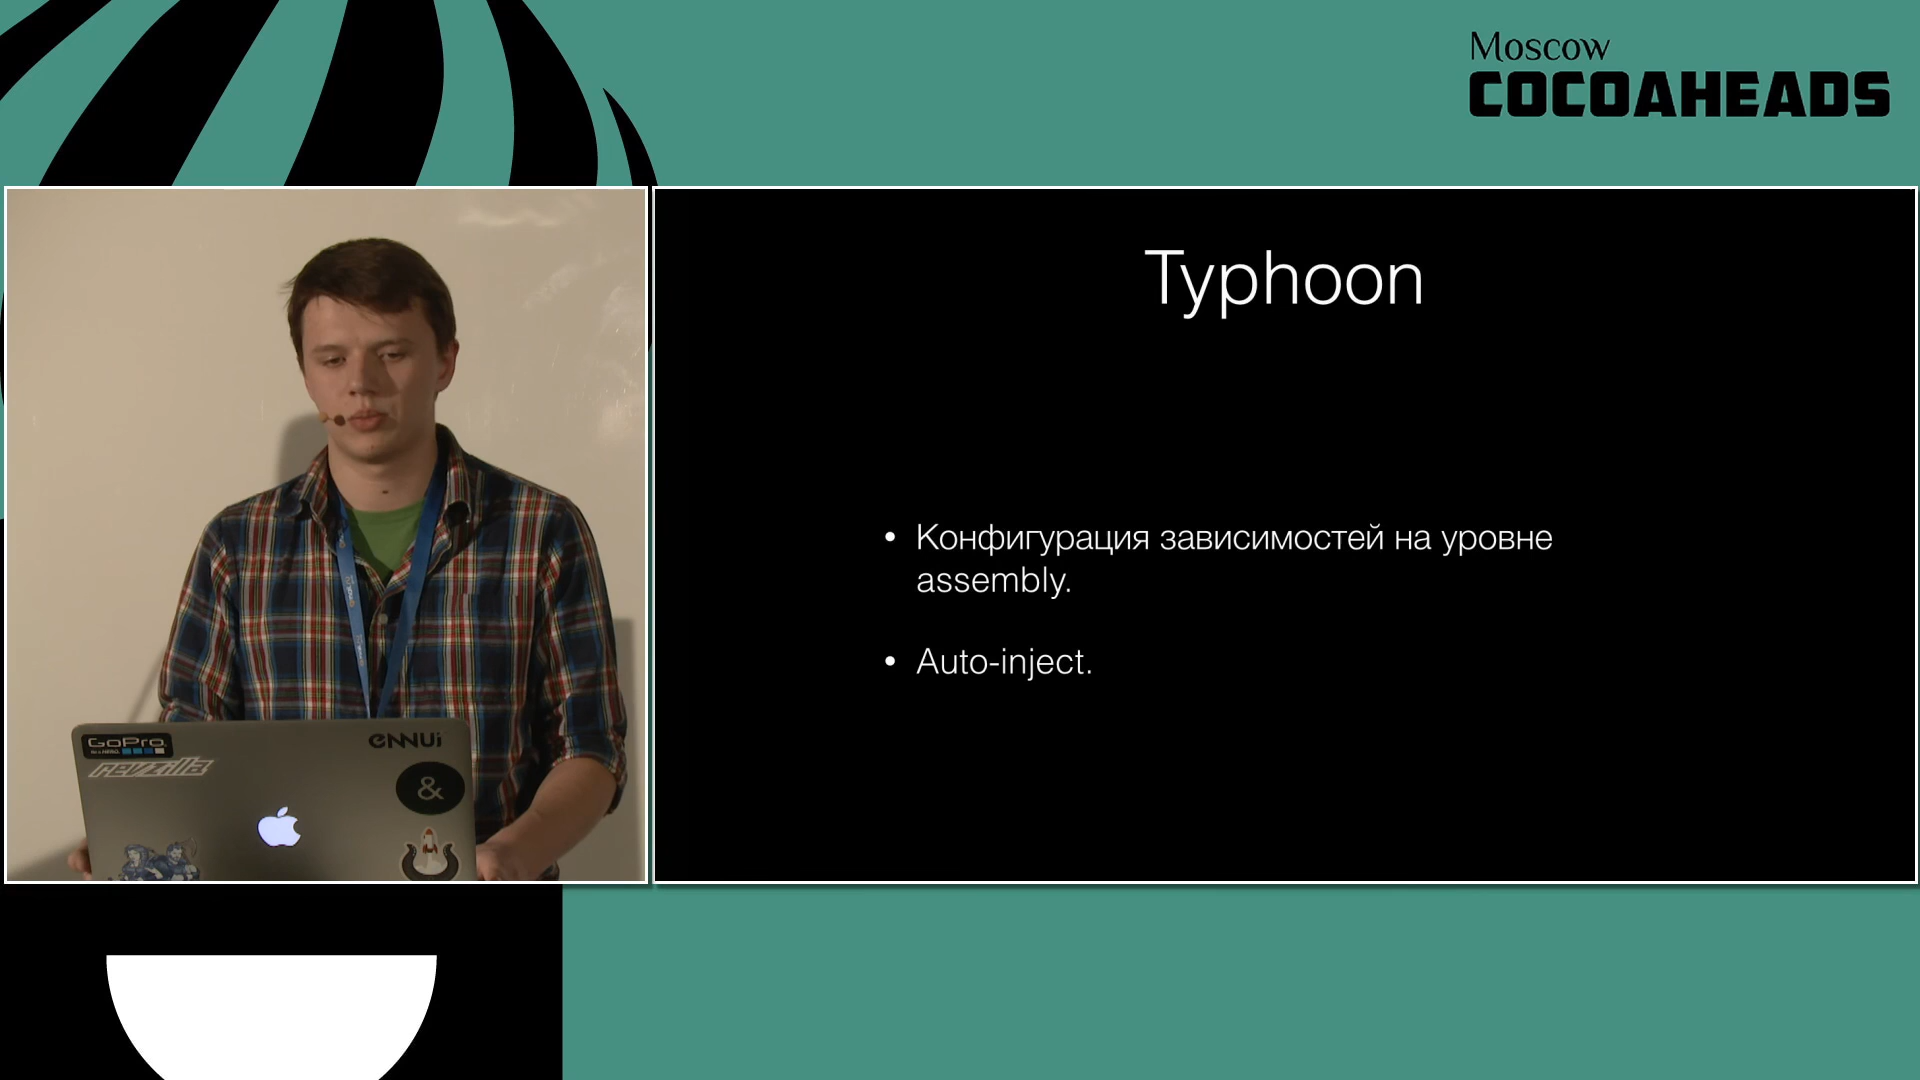 Moscow
COCOAHEADS
Typhoon
• Конфигурация зависимостей на уровне
assembly.
• Auto-inject.
GoPro
revzilla
ennui
&